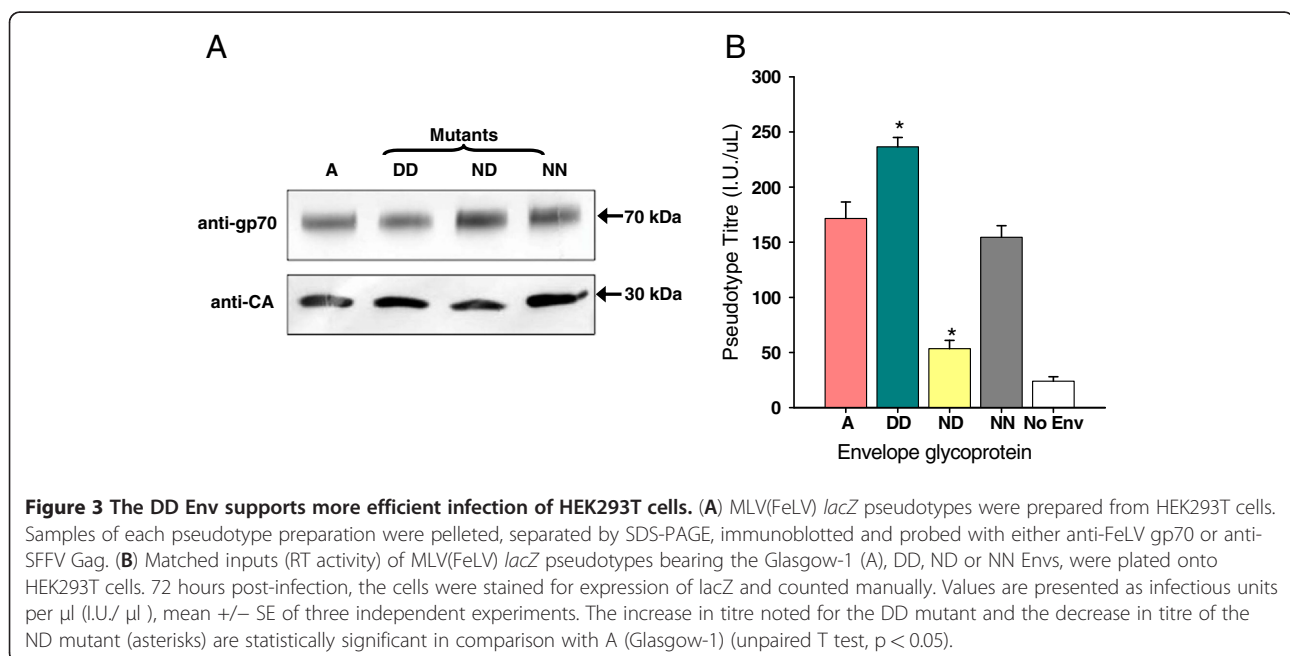 A
Mutants
A DD ND NN
anti-gp70
70 kDa
anti-CA
30 kDa
B
300
250
200
150
100
50
0
Pseudotype Titre (I.U./uL)
*
*
A DD ND NN No Env
Envelope glycoprotein
Figure 3 The DD Env supports more efficient infection of HEK293T cells. (A) MLV(FeLV) lacZ pseudotypes were prepared from HEK293T cells.
Samples of each pseudotype preparation were pelleted, separated by SDS-PAGE, immunoblotted and probed with either anti-FeLV gp70 or anti-
SFFV Gag. (B) Matched inputs (RT activity) of MLV(FeLV) lacZ pseudotypes bearing the Glasgow-1 (A), DD, ND or NN Envs, were plated onto
HEK293T cells. 72 hours post-infection, the cells were stained for expression of lacZ and counted manually. Values are presented as infectious units
per µl (I.U./ µl ), mean +/− SE of three independent experiments. The increase in titre noted for the DD mutant and the decrease in titre of the
ND mutant (asterisks) are statistically significant in comparison with A (Glasgow-1) (unpaired T test, p < 0.05).